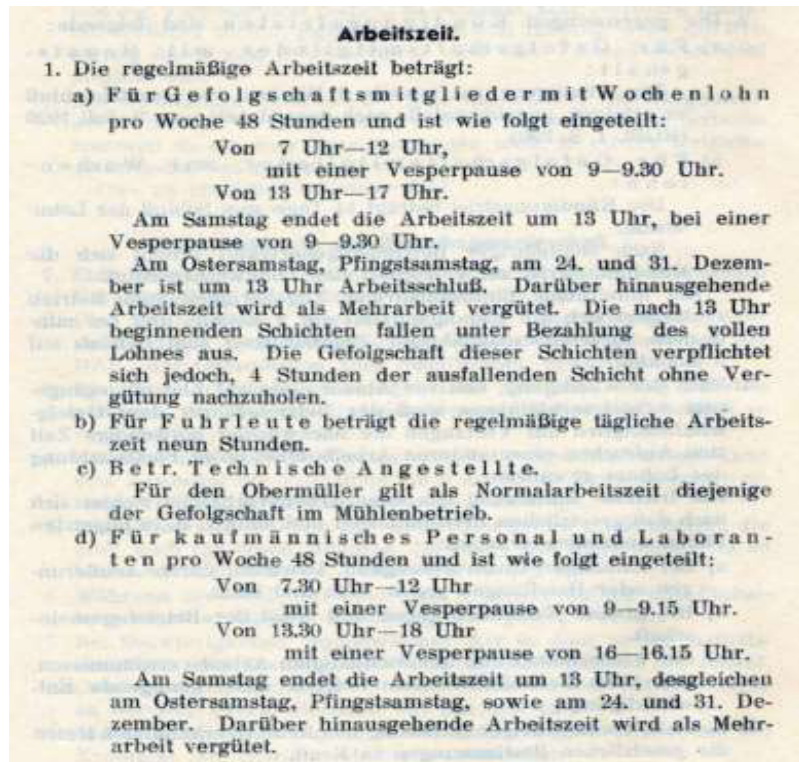 Arbeitszeit.
1. Die regelmäßige Arbeitszeit beträgt:
a) Für Gefolgschaftsmitglieder mit Wochenlohn
pro Woche 48 Stunden und ist wie folgt eingeteilt:
Von 7 Uhr—12 Uhr,
mit einer Vesperpause von 9—9.30 Uhr.
Von 13 Uhr—17 Uhr.
Am Samstag endet die Arbeitszeit um 13 Uhr, bei einer
Vesperpause von 9—9.30 Uhr.
Am Ostersamstag, Pfingstsamstag, am 24. und 31. Dezem-
ber ist um 13 Uhr Arbeitsschluß. Darüber hinausgehende
Arbeitszeit wird als Mehrarbeit vergütet. Die nach 13 Uhr
beginnenden Schichten fallen unter Bezahlung des vollen
Lohnes aus. Die Gefolgschaft dieser Schichten verpflichtet
sich jedoch, 4 Stunden der ausfallenden Schicht ohne Ver-
gütung nachzuholen.
b) Für Fuhrleute beträgt die regelmäßige tägliche Arbeits-
zeit neun Stunden.
c) Betr. Technische Angestellte.
Für den Obermüller gilt als Normalarbeitszeit diejenige
der Gefolgschaft im Mühlenbetrieb.
d) Für kaufmännisches Personal und Laboran-
ten pro Woche 48 Stunden und ist wie folgt eingeteilt:
Von 7.30 Uhr—12 Uhr
mit einer Vesperpause von 9—9.15 Uhr.
Von 13.30 Uhr—18 Uhr
mit einer Vesperpause von 16—16.15 Uhr.
Am Samstag endet die Arbeitszeit um 13 Uhr, desgleichen
am Ostersamstag, Pfingstsamstag, sowie am 24. und 31. De-
zember. Darüber hinausgehende Arbeitszeit wird als Mehr-
arbeit vergütet.